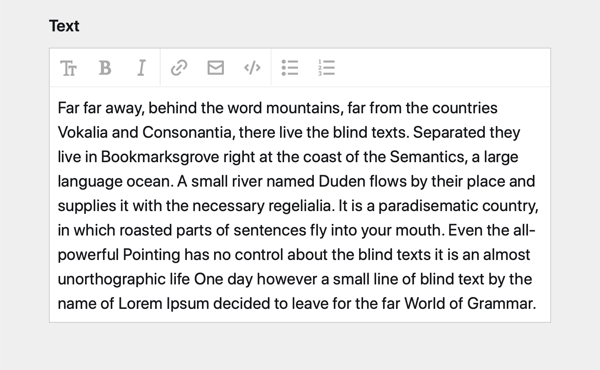 Text
Far far away, behind the word mountains, far from the countries
Vokalia and Consonantia, there live the blind texts. Separated they
live in Bookmarksgrove right at the coast of the Semantics, a large
language ocean. A small river named Duden flows by their place and
supplies it with the necessary regelialia. It is a paradisematic country,
in which roasted parts of sentences fly into your mouth. Even the all-
powerful Pointing has no control about the blind texts it is an almost
unorthographic life One day however a small line of blind text by the
name of Lorem Ipsum decided to leave for the far World of Grammar.